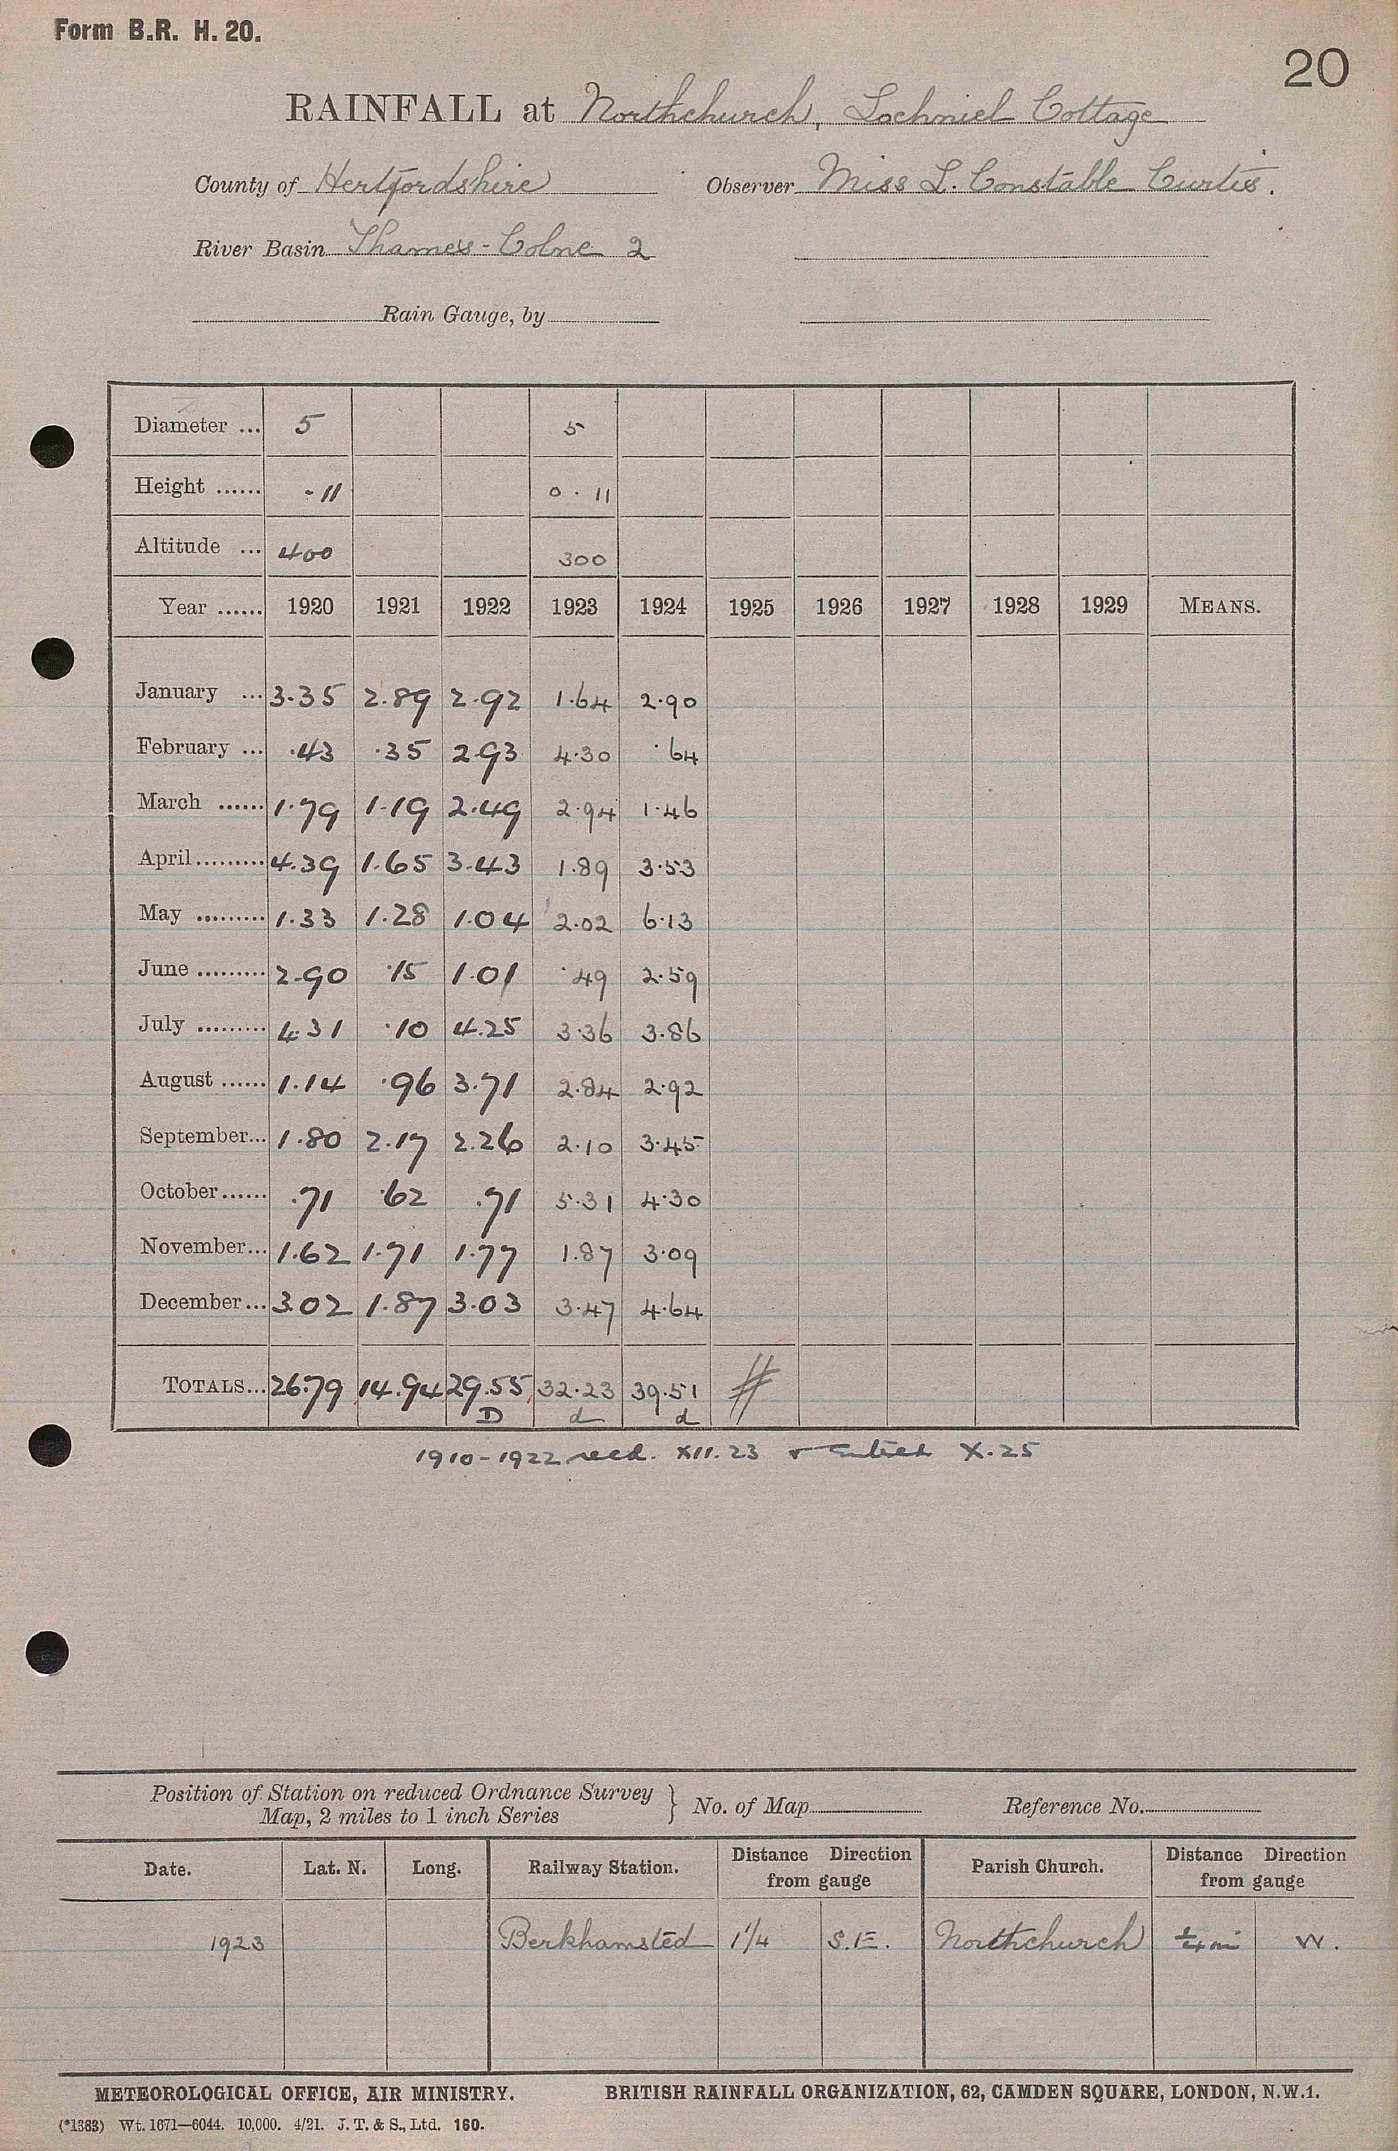 Form B.R. H. 20.
20
RAINFALL at Northchurch, Lochniel Cottage
County of Hertfordshire Observer Miss L. Constable Curtis.
River Basin Thames - Colne 2
Rain Gauge, by
Diameter ... 5 5
Height ...... ·11 0·11
Altitude ... 400 300
Year ...... 1920 1921 1922 1923 1924 1925 1926 1927 1928 1929 MEANS.
January ... 3.35 2.89 2.92 1.64 2.90
February ... .43 .35 2.93 4.30 .64
March ...... 1.79 1.19 2.49 2.94 1.46
April ......... 4.39 1.65 3.43 1.89 3.53
May ......... 1.33 1.28 1.04 2.02 6.13
June ......... 2.90 .15 1.01 .49 2.59
July ......... 4.31 .10 4.25 3.36 3.86
August ...... 1.14 .96 3.71 2.84 2.92
September... 1.80 2.17 2.26 2.10 3.45
October ...... .71 .62 .71 5.31 4.30
November... 1.62 1.71 1.77 1.87 3.09
December ... 3.02 1.87 3.03 3.47 4.64
TOTALS... 26.79 14.94 29.55 32.23 39.51 #
D d d
1910-1922 recd. XII.23 & Entered X.25
Position of Station on reduced Ordnance Survey
Map, 2 miles to 1 inch Series } No. of Map Reference No.
Date. Lat. N. Long. Railway Station. Distance Direction from gauge Parish Church. Distance Direction from gauge
1923 Berkhamsted 1 1/4 S.E. Northchurch 1/4 mi W.
METEOROLOGICAL OFFICE, AIR MINISTRY. BRITISH RAINFALL ORGANIZATION, 62, CAMDEN SQUARE, LONDON, N.W.1.
(*1383) Wt. 1671—6044. 10,000. 4/21. J. T. & S., Ltd. 160.